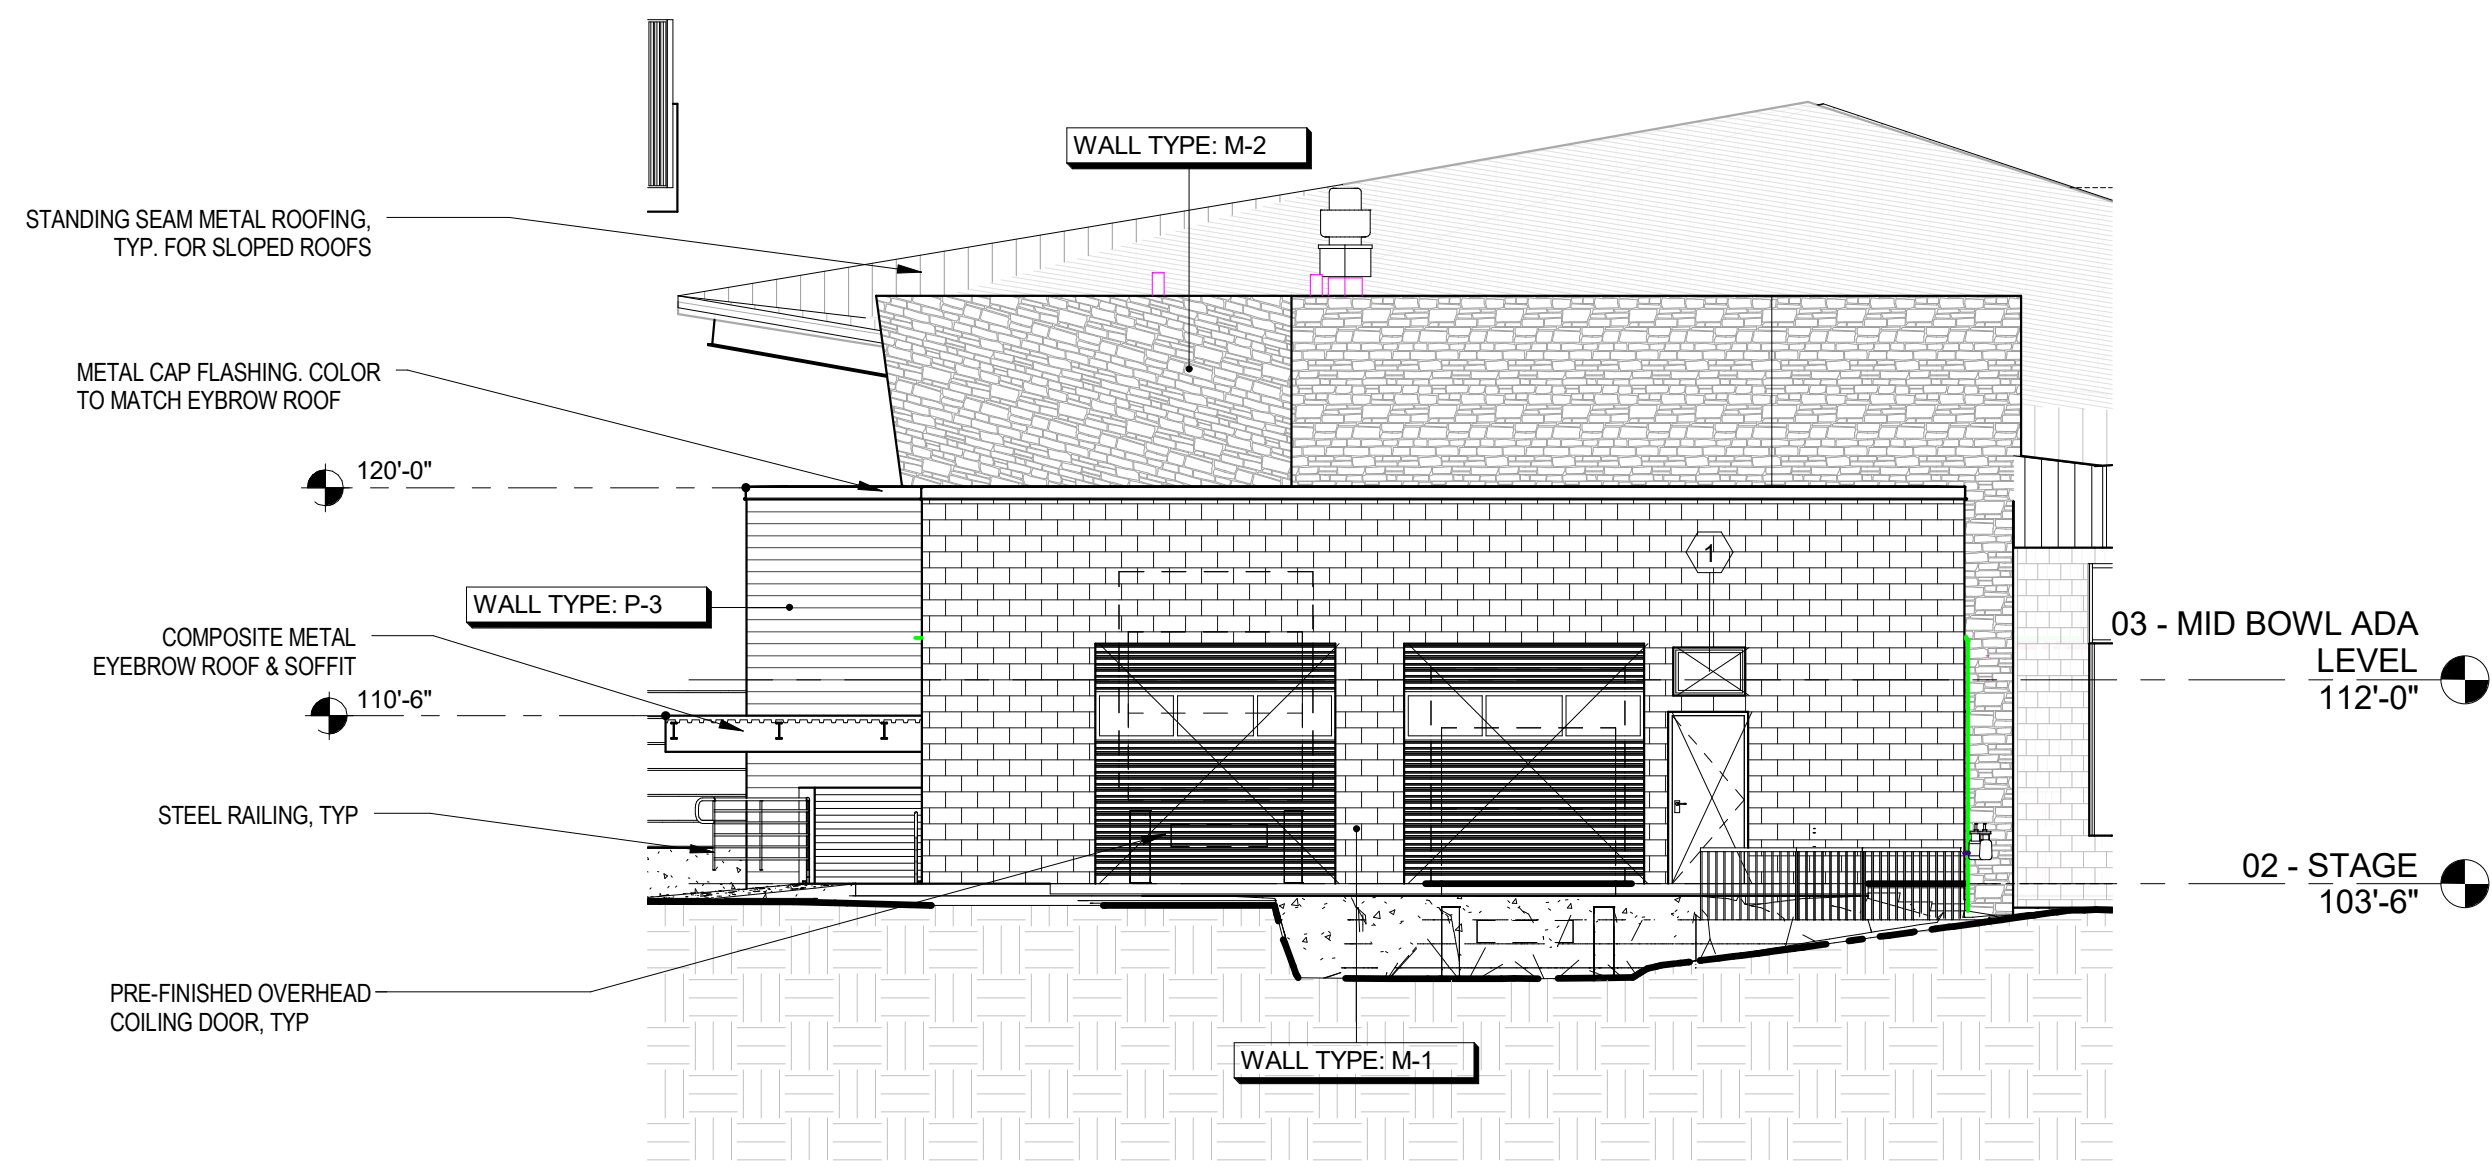 WALL TYPE: M-2
STANDING SEAM METAL ROOFING,
TYP. FOR SLOPED ROOFS
METAL CAP FLASHING. COLOR
TO MATCH EYBROW ROOF
120'-0"
1
WALL TYPE: P-3
COMPOSITE METAL
EYEBROW ROOF & SOFFIT
110'-6"
03 - MID BOWL ADA
LEVEL
112'-0"
STEEL RAILING, TYP
02 - STAGE
103'-6"
PRE-FINISHED OVERHEAD
COILING DOOR, TYP
WALL TYPE: M-1